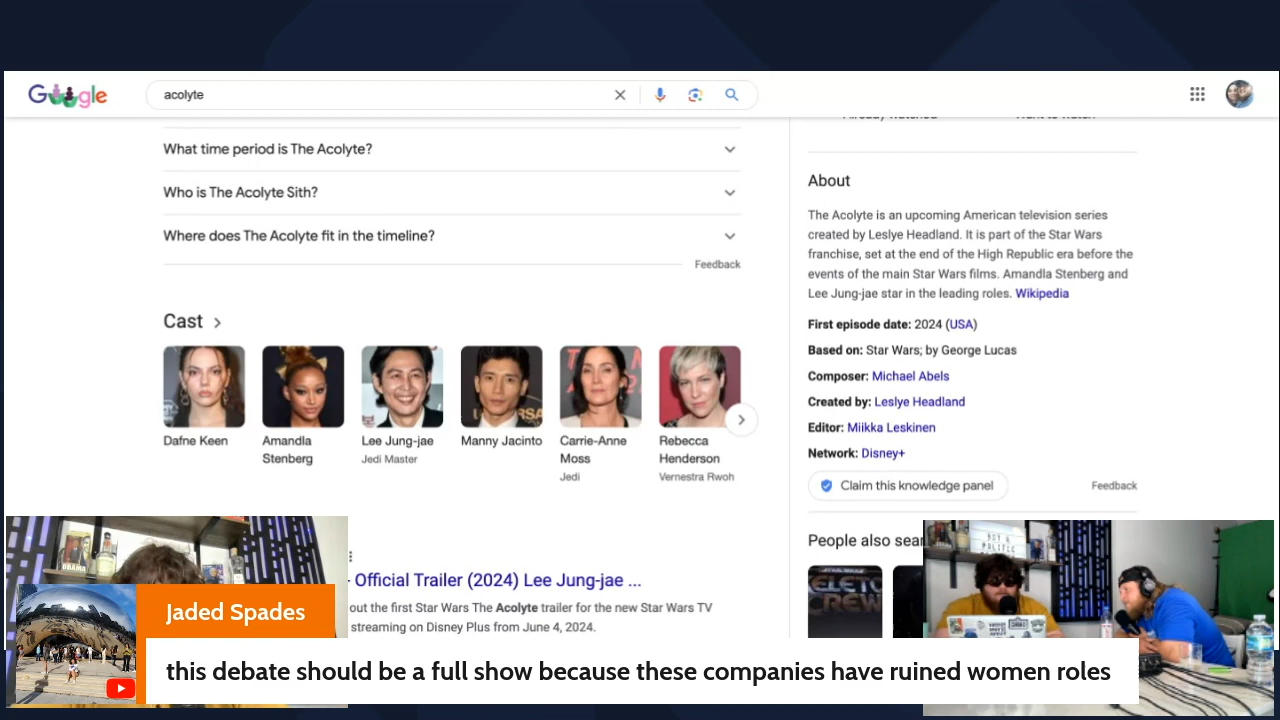 Google
acolyte
Already watched
Want to watch
What time period is The Acolyte?
Who is The Acolyte Sith?
Where does The Acolyte fit in the timeline?
Feedback
Cast
Dafne Keen
Amandla
Stenberg
Lee Jung-jae
Jedi Master
Manny Jacinto
Carrie-Anne
Moss
Jedi
Rebecca
Henderson
Vernestra Rwoh
Official Trailer (2024) Lee Jung-jae ...
out the first Star Wars The Acolyte trailer for the new Star Wars TV
streaming on Disney Plus from June 4, 2024.
About
The Acolyte is an upcoming American television series
created by Leslye Headland. It is part of the Star Wars
franchise, set at the end of the High Republic era before the
events of the main Star Wars films. Amandla Stenberg and
Lee Jung-jae star in the leading roles. Wikipedia
First episode date: 2024 (USA)
Based on: Star Wars; by George Lucas
Composer: Michael Abels
Created by: Leslye Headland
Editor: Miikka Leskinen
Network: Disney+
Claim this knowledge panel
Feedback
People also sear
CREW
OBAMA
Jaded Spades
this debate should be a full show because these companies have ruined women roles